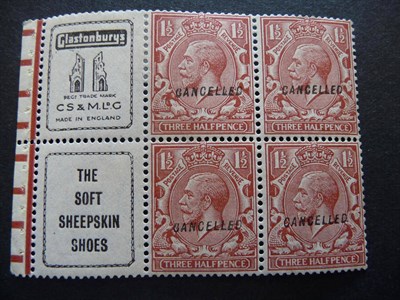 Glastonburys
REGD TRADE MARK
C.S & M. Ld G
MADE IN ENGLAND
THE
SOFT
SHEEPSKIN
SHOES
1½ 1½
CANCELLED
THREE HALFPENCE
1½ 1½
CANCELLED
THREE HALFPENCE
1½ 1½
CANCELLED
THREE HALFPENCE
1½ 1½
CANCELLED
THREE HALFPENCE